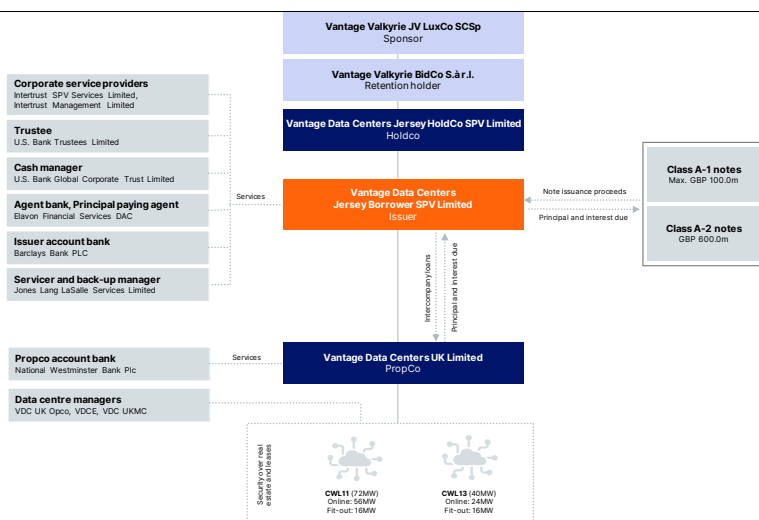 Vantage Valkyrie JV LuxCo SCSp
Sponsor
Vantage Valkyrie BidCo S.à r.l.
Retention holder
Vantage Data Centers Jersey HoldCo SPV Limited
Holdco
Corporate service providers
Intertrust SPV Services Limited,
Intertrust Management Limited
Trustee
U.S. Bank Trustees Limited
Cash manager
U.S. Bank Global Corporate Trust Limited
Agent bank, Principal paying agent
Elavon Financial Services DAC
Issuer account bank
Barclays Bank PLC
Servicer and back-up manager
Jones Lang LaSalle Services Limited
Services
Vantage Data Centers
Jersey Borrower SPV Limited
Issuer
Note issuance proceeds
Principal and interest due
Class A-1 notes
Max. GBP 100.0m
Class A-2 notes
GBP 600.0m
Intercompany loans
Principal and interest due
Propco account bank
National Westminster Bank Plc
Services
Vantage Data Centers UK Limited
PropCo
Data centre managers
VDC UK Opco, VDCE, VDC UKMC
Security over real
estate and leases
CWL11 (72MW)
Online: 56MW
Fit-out: 16MW
CWL13 (40MW)
Online: 24MW
Fit-out: 16MW